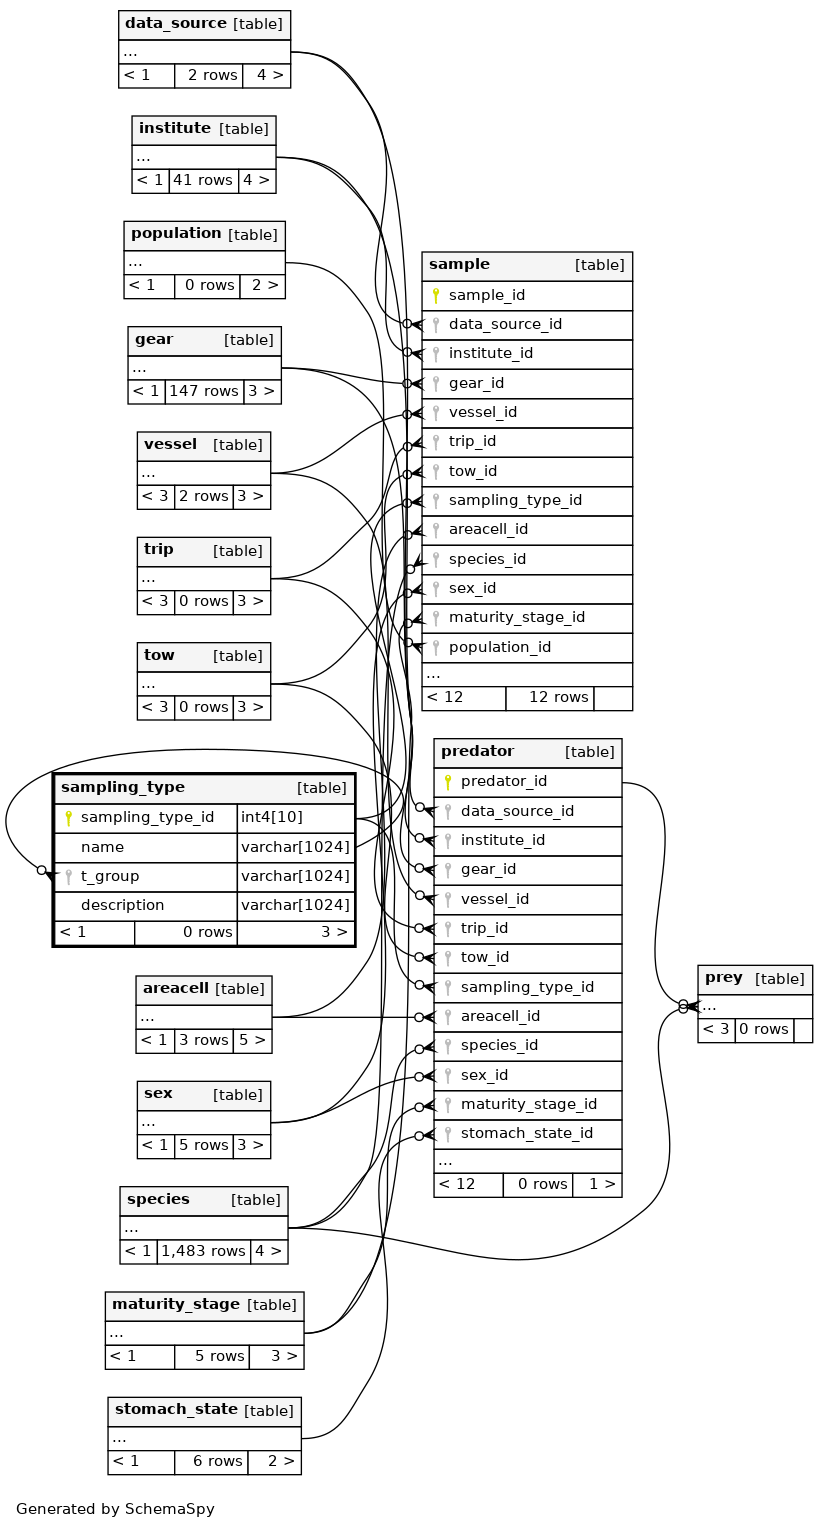 data_source [table]
...
< 1 2 rows 4 >
institute [table]
...
< 1 41 rows 4 >
population [table]
...
< 1 0 rows 2 >
gear [table]
...
< 1 147 rows 3 >
vessel [table]
...
< 3 2 rows 3 >
trip [table]
...
< 3 0 rows 3 >
tow [table]
...
< 3 0 rows 3 >
sampling_type [table]
sampling_type_id int4[10]
name varchar[1024]
t_group varchar[1024]
description varchar[1024]
< 1 0 rows 3 >
areacell [table]
...
< 1 3 rows 5 >
sex [table]
...
< 1 5 rows 3 >
species [table]
...
< 1 1,483 rows 4 >
maturity_stage [table]
...
< 1 5 rows 3 >
stomach_state [table]
...
< 1 6 rows 2 >
sample [table]
sample_id
data_source_id
institute_id
gear_id
vessel_id
trip_id
tow_id
sampling_type_id
areacell_id
species_id
sex_id
maturity_stage_id
population_id
...
< 12 12 rows
predator [table]
predator_id
data_source_id
institute_id
gear_id
vessel_id
trip_id
tow_id
sampling_type_id
areacell_id
species_id
sex_id
maturity_stage_id
stomach_state_id
...
< 12 0 rows 1 >
prey [table]
...
< 3 0 rows
Generated by SchemaSpy